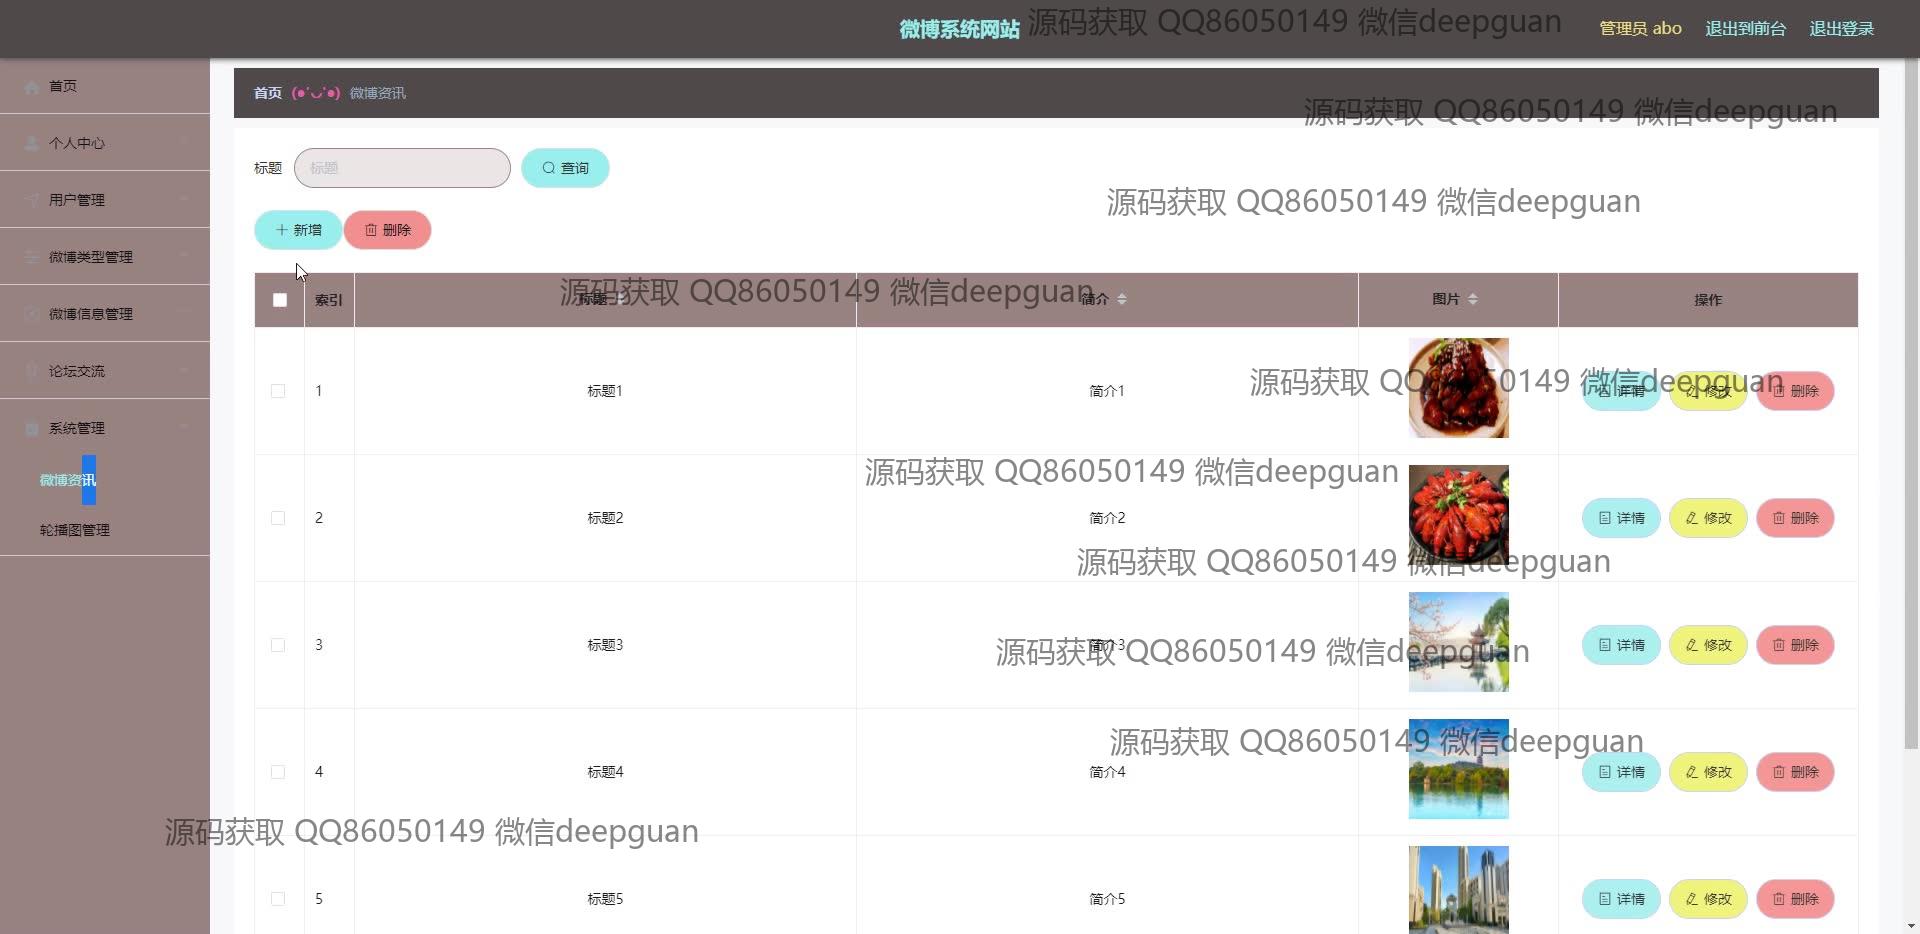 微博系统网站
源码获取 QQ86050149 微信deepguan
管理员 abo 退出到前台 退出登录
首页
首页 (●'◡'●) 微博资讯
源码获取 QQ86050149 微信deepguan
个人中心
标题 标题 查询
用户管理
源码获取 QQ86050149 微信deepguan
新增 删除
微博类型管理
源码获取 QQ86050149 微信deepguan
索引 标题 简介 图片 操作
微博信息管理
论坛交流
源码获取 QQ86050149 微信deepguan
1 标题1 简介1 详情 修改 删除
系统管理
源码获取 QQ86050149 微信deepguan
微博资讯
2 标题2 简介2 详情 修改 删除
轮播图管理
源码获取 QQ86050149 微信deepguan
3 标题3 简介3 详情 修改 删除
源码获取 QQ86050149 微信deepguan
源码获取 QQ86050149 微信deepguan
4 标题4 简介4 详情 修改 删除
源码获取 QQ86050149 微信deepguan
5 标题5 简介5 详情 修改 删除